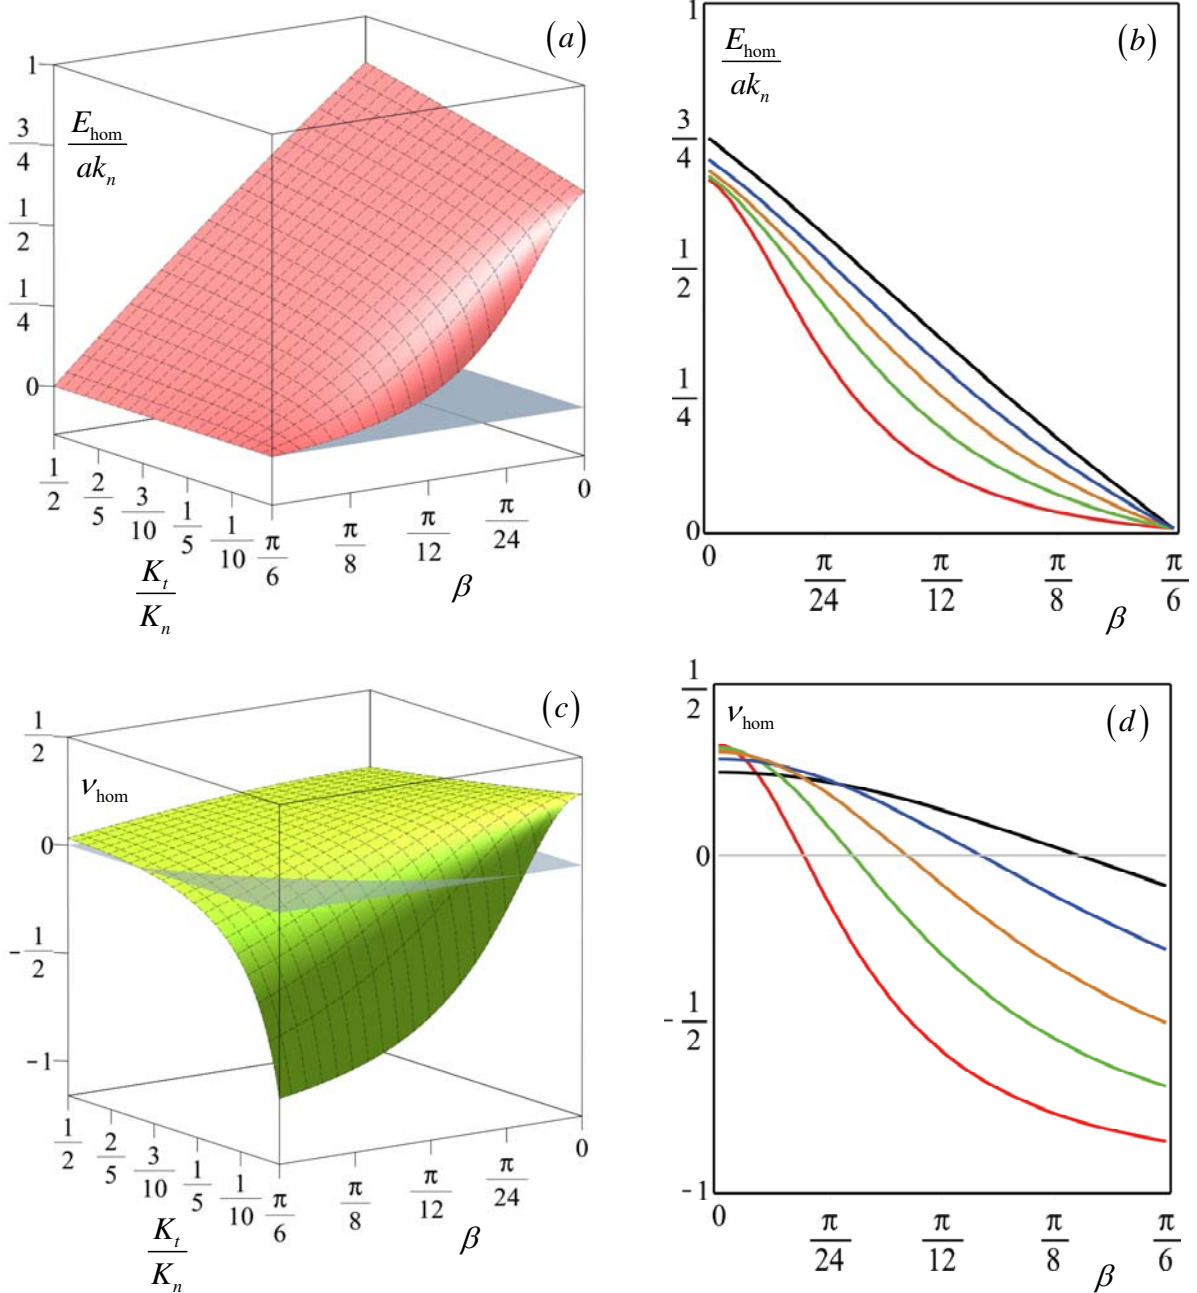 (a)
1
3/4
1/2
1/4
0
E_hom/ak_n
1/2 2/5 3/10 1/5 1/10 π/6 π/8 π/12 π/24 0
K_t/K_n
β
(b)
1
E_hom/ak_n
3/4
1/2
1/4
0
0 π/24 π/12 π/8 π/6
β
(c)
1/2
ν_hom
0
-1/2
-1
1/2 2/5 3/10 1/5 1/10 π/6 π/8 π/12 π/24 0
K_t/K_n
β
(d)
1/2
ν_hom
0
-1/2
-1
0 π/24 π/12 π/8 π/6
β